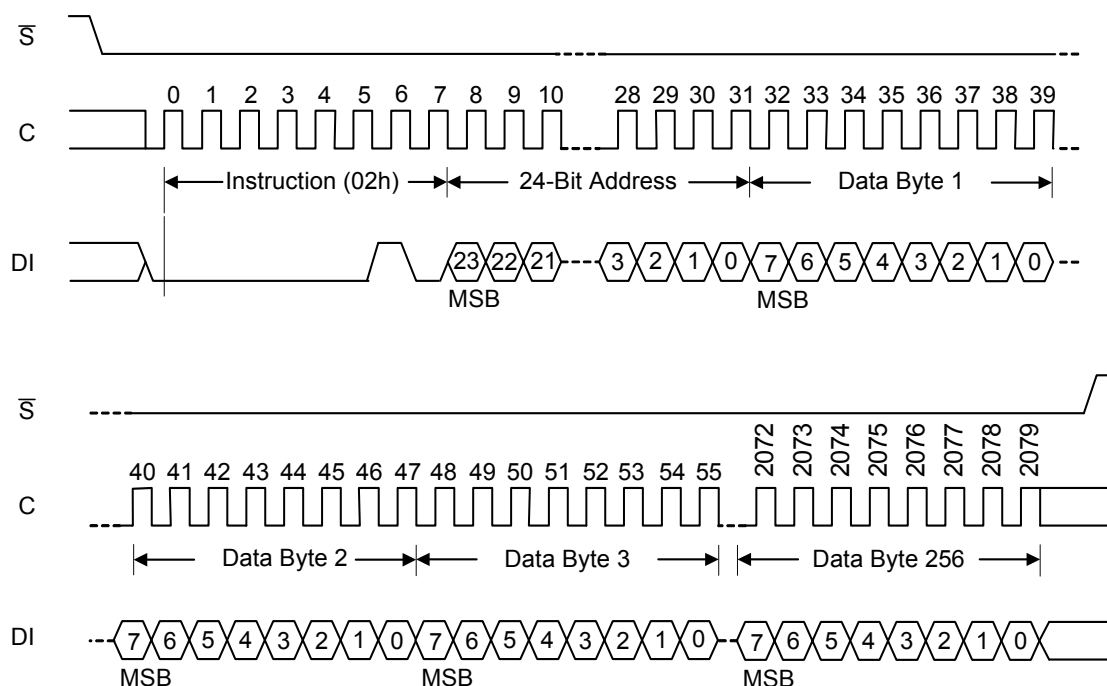 S̅
0 1 2 3 4 5 6 7 8 9 10 28 29 30 31 32 33 34 35 36 37 38 39
C
Instruction (02h) 24-Bit Address Data Byte 1
DI 23 22 21 3 2 1 0 7 6 5 4 3 2 1 0
MSB MSB
S̅
2072 2073 2074 2075 2076 2077 2078 2079
40 41 42 43 44 45 46 47 48 49 50 51 52 53 54 55
C
Data Byte 2 Data Byte 3 Data Byte 256
DI 7 6 5 4 3 2 1 0 7 6 5 4 3 2 1 0 7 6 5 4 3 2 1 0
MSB MSB MSB